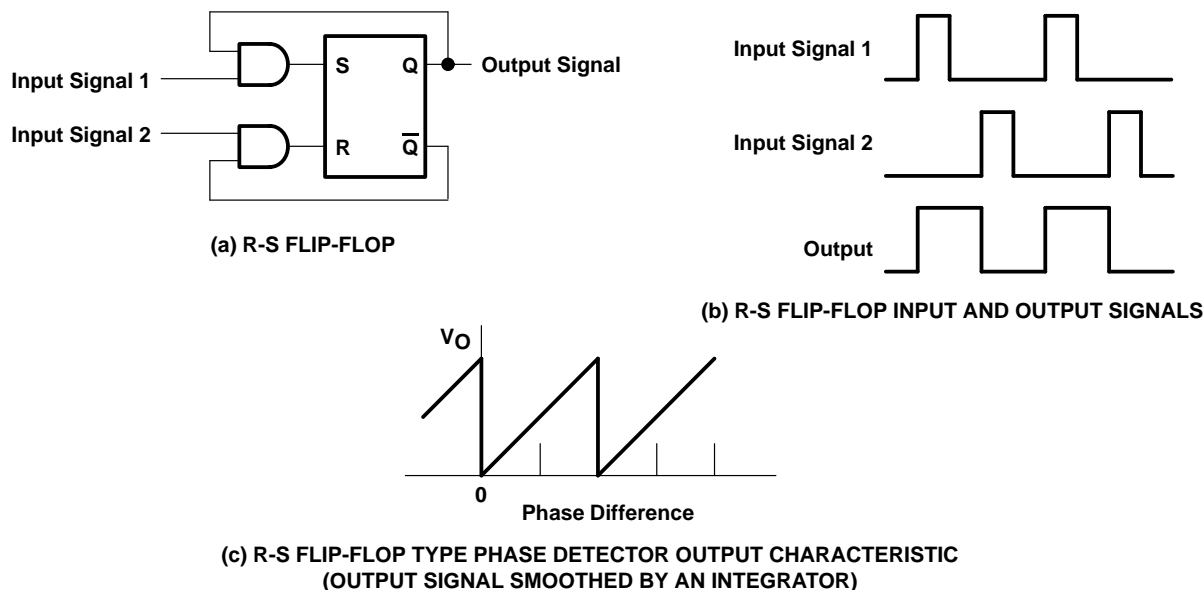 Input Signal 1
Input Signal 2
S
Q
R
Q̅
Output Signal
(a) R-S FLIP-FLOP
Input Signal 1
Input Signal 2
Output
(b) R-S FLIP-FLOP INPUT AND OUTPUT SIGNALS
VO
0
Phase Difference
(c) R-S FLIP-FLOP TYPE PHASE DETECTOR OUTPUT CHARACTERISTIC
(OUTPUT SIGNAL SMOOTHED BY AN INTEGRATOR)